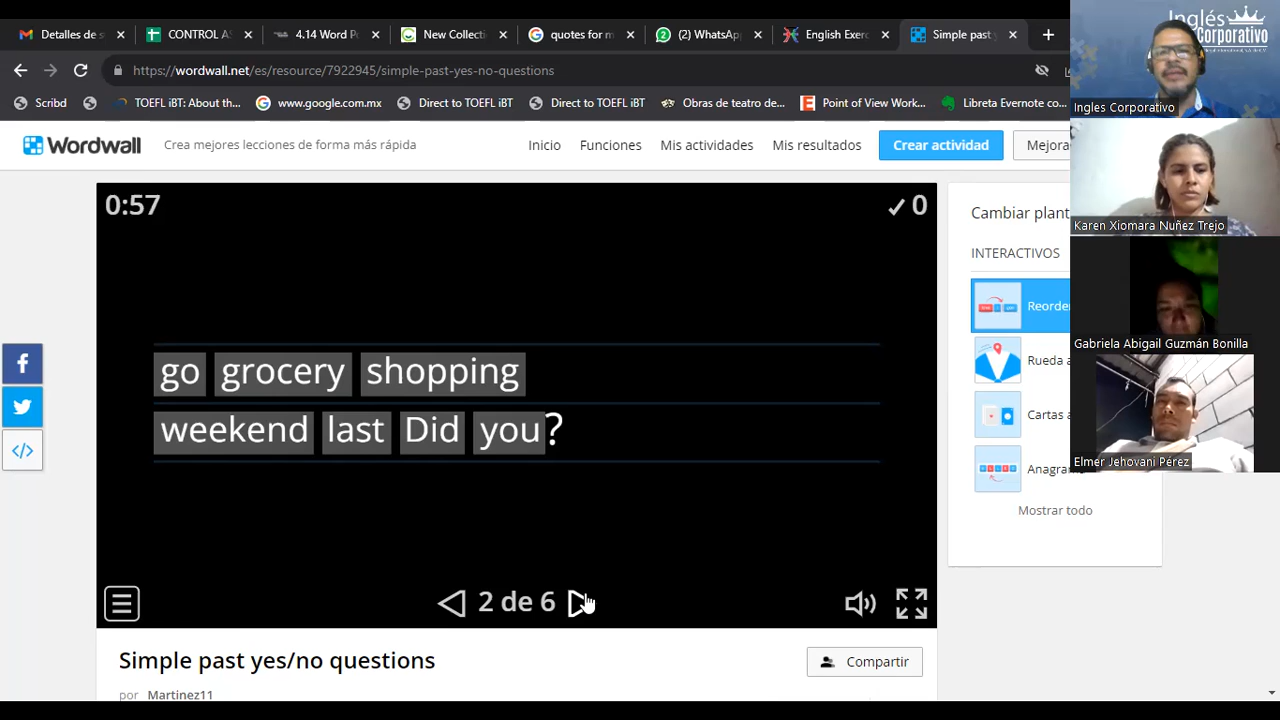 Detalles de s
CONTROL AS
4.14 Word P
New Collecti
quotes for m
(2) WhatsApp
English Exerc
Simple past y
https://wordwall.net/es/resource/7922945/simple-past-yes-no-questions
Scribd
TOEFL iBT: About th...
www.google.com.mx
Direct to TOEFL iBT
Direct to TOEFL iBT
Obras de teatro de...
Point of View Work...
Libreta Evernote co...
Wordwall
Crea mejores lecciones de forma más rápida
Inicio
Funciones
Mis actividades
Mis resultados
Crear actividad
Mejora
0:57
0
go grocery shopping
weekend last Did you?
2 de 6
Simple past yes/no questions
Compartir
por Martinez11
Cambiar plant
INTERACTIVOS
Reorde
Rueda a
Cartas a
Anagra
Mostrar todo
Inglés
Corporativo
Ingles Corporativo
Karen Xiomara Nuñez Trejo
Gabriela Abigail Guzmán Bonilla
Elmer Jehovani Pérez